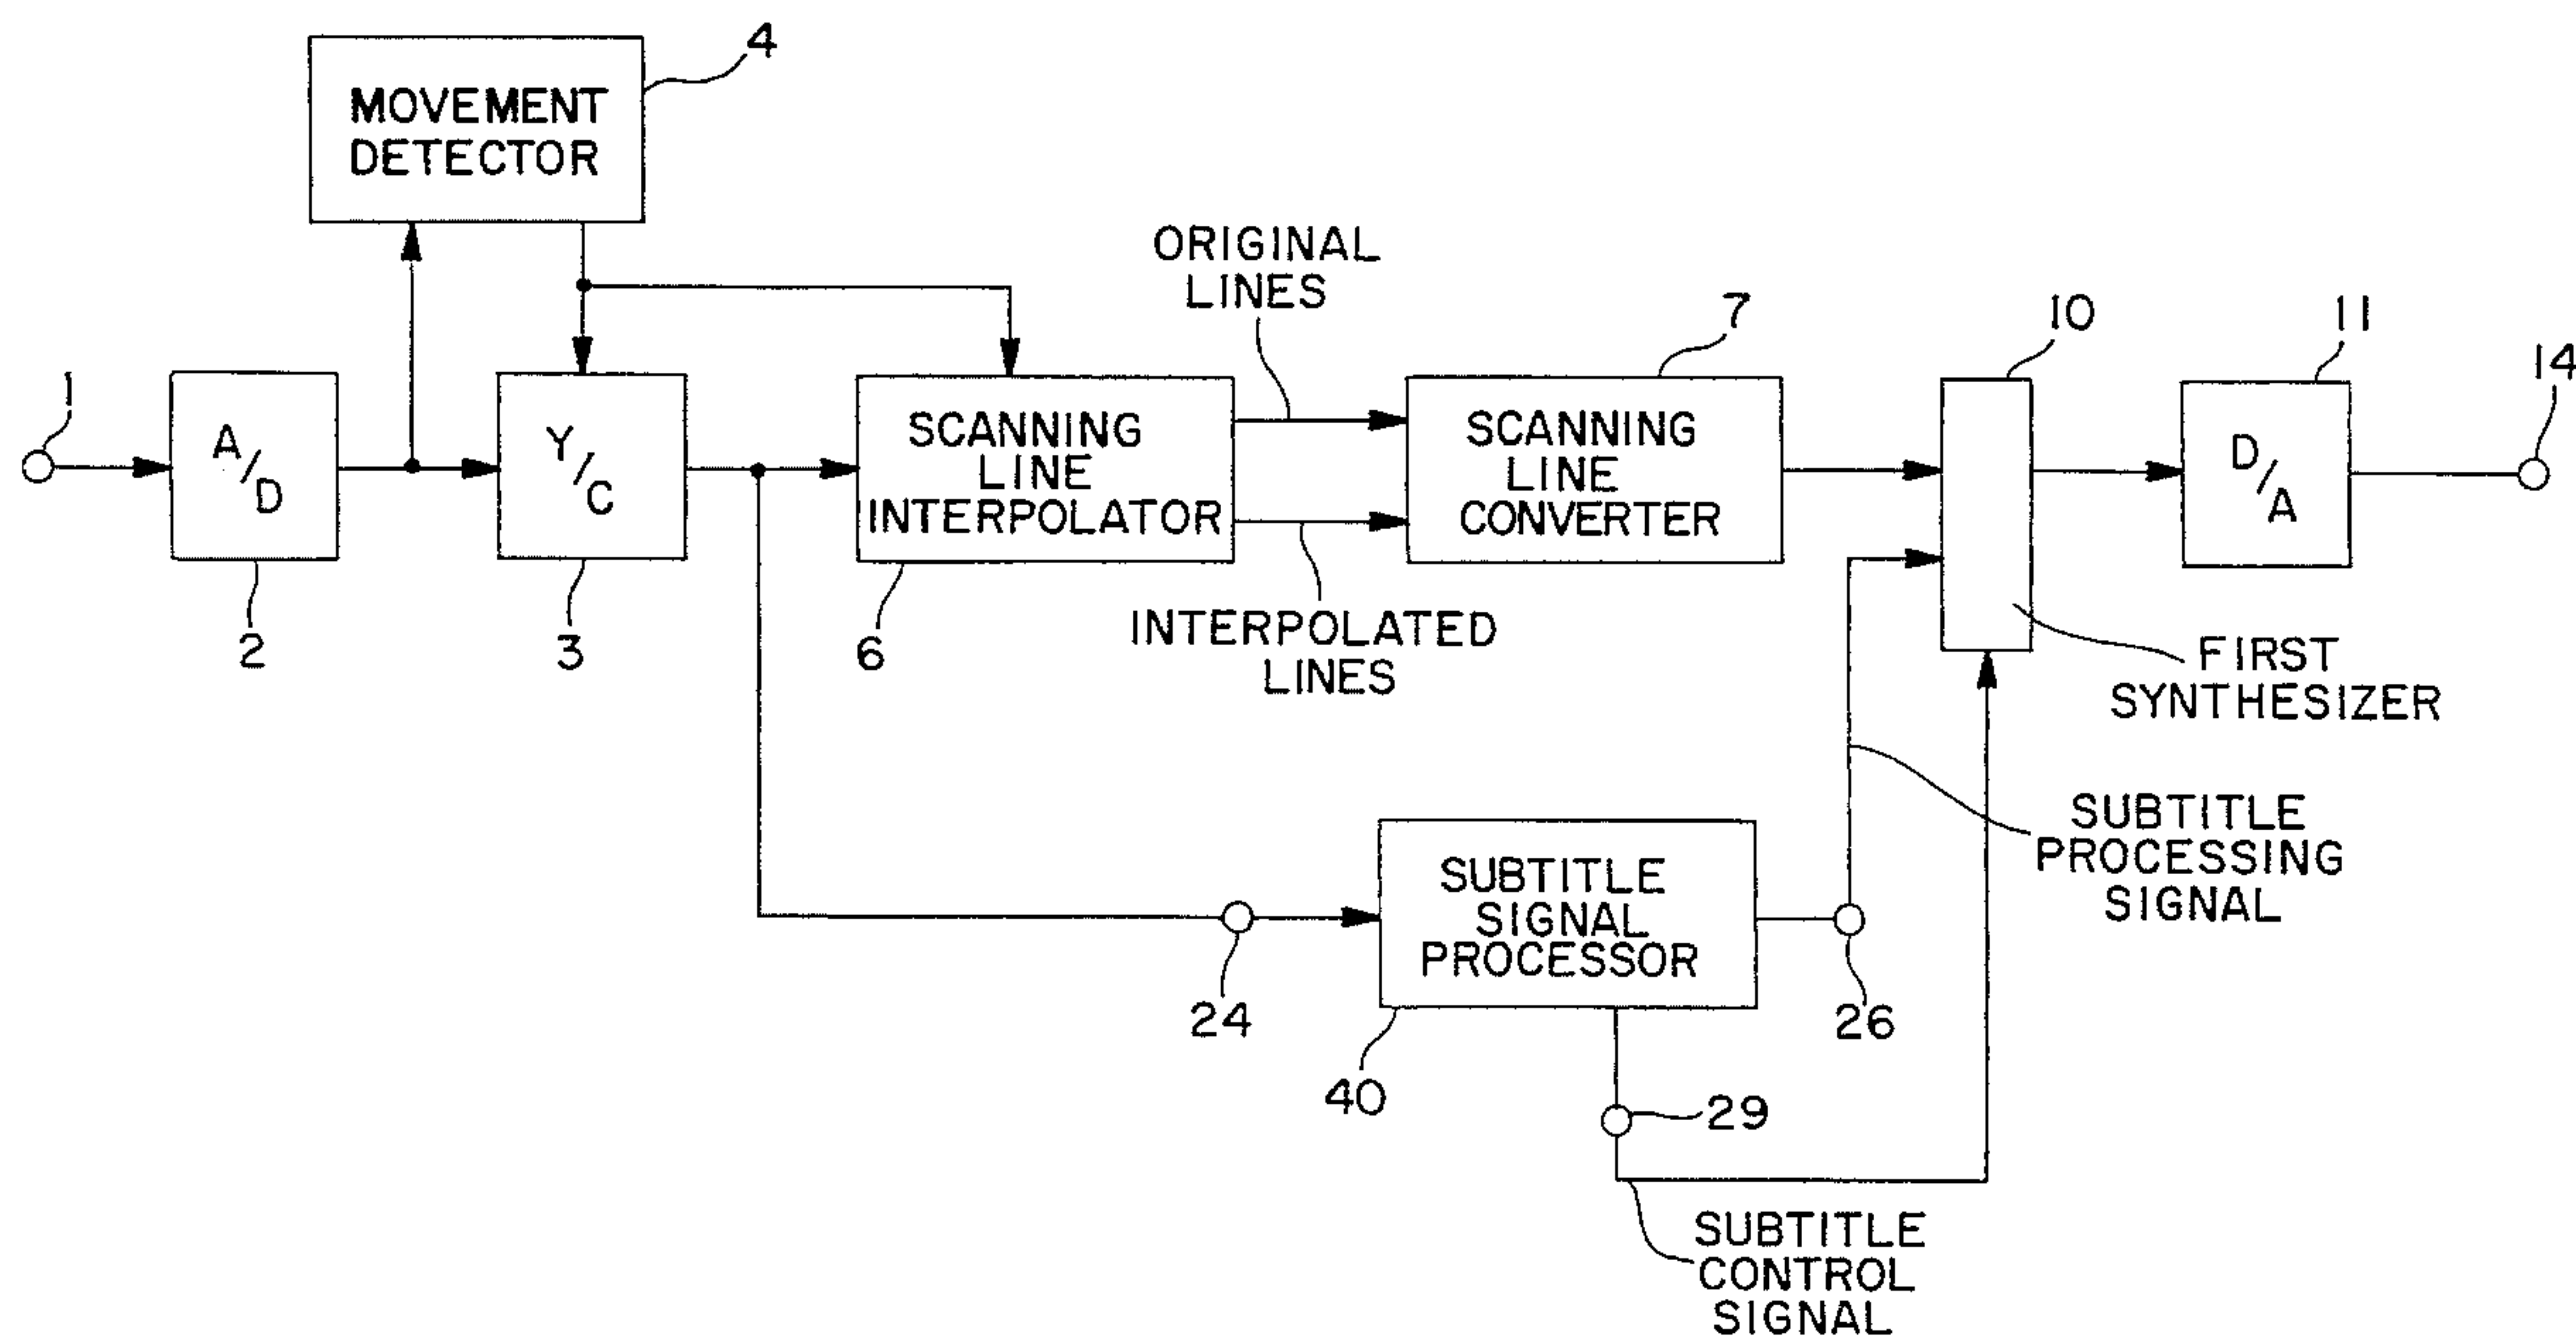 4
MOVEMENT
DETECTOR
ORIGINAL
LINES
1
A/D
2
Y/C
3
SCANNING
LINE
INTERPOLATOR
6
INTERPOLATED
LINES
7
SCANNING
LINE
CONVERTER
10
11
D/A
14
FIRST
SYNTHESIZER
SUBTITLE
PROCESSING
SIGNAL
24
SUBTITLE
SIGNAL
PROCESSOR
40
26
29
SUBTITLE
CONTROL
SIGNAL